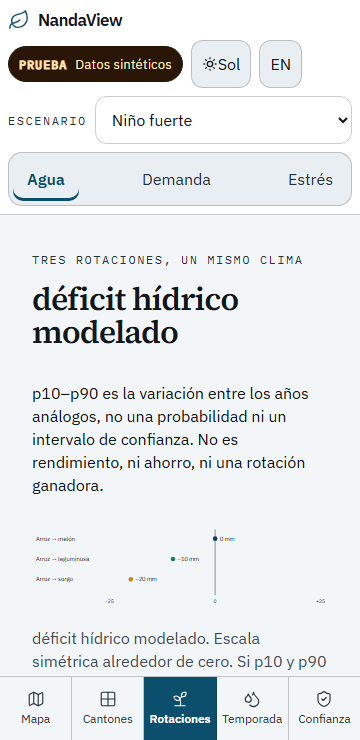 NandaView
PRUEBA Datos sintéticos
Sol
EN
ESCENARIO
Niño fuerte
Agua
Demanda
Estrés
TRES ROTACIONES, UN MISMO CLIMA
déficit hídrico
modelado
p10–p90 es la variación entre los años
análogos, no una probabilidad ni un
intervalo de confianza. No es
rendimiento, ni ahorro, ni una rotación
ganadora.
Arroz → melón
0 mm
Arroz → leguminosa
−10 mm
Arroz → sorgo
−20 mm
-25
0
+25
déficit hídrico modelado. Escala
simétrica alrededor de cero. Si p10 y p90
Mapa
Cantones
Rotaciones
Temporada
Confianza